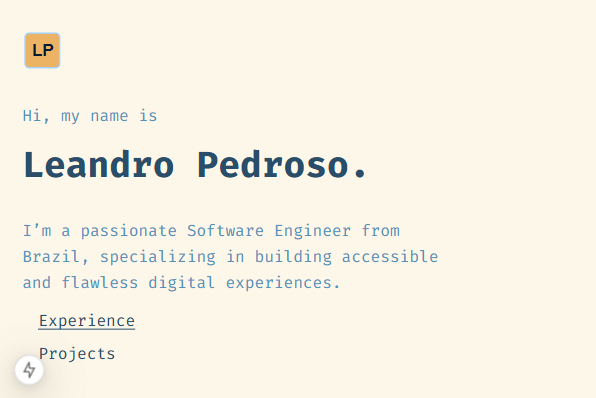 LP
Hi, my name is
Leandro Pedroso.
I’m a passionate Software Engineer from
Brazil, specializing in building accessible
and flawless digital experiences.
Experience
Projects